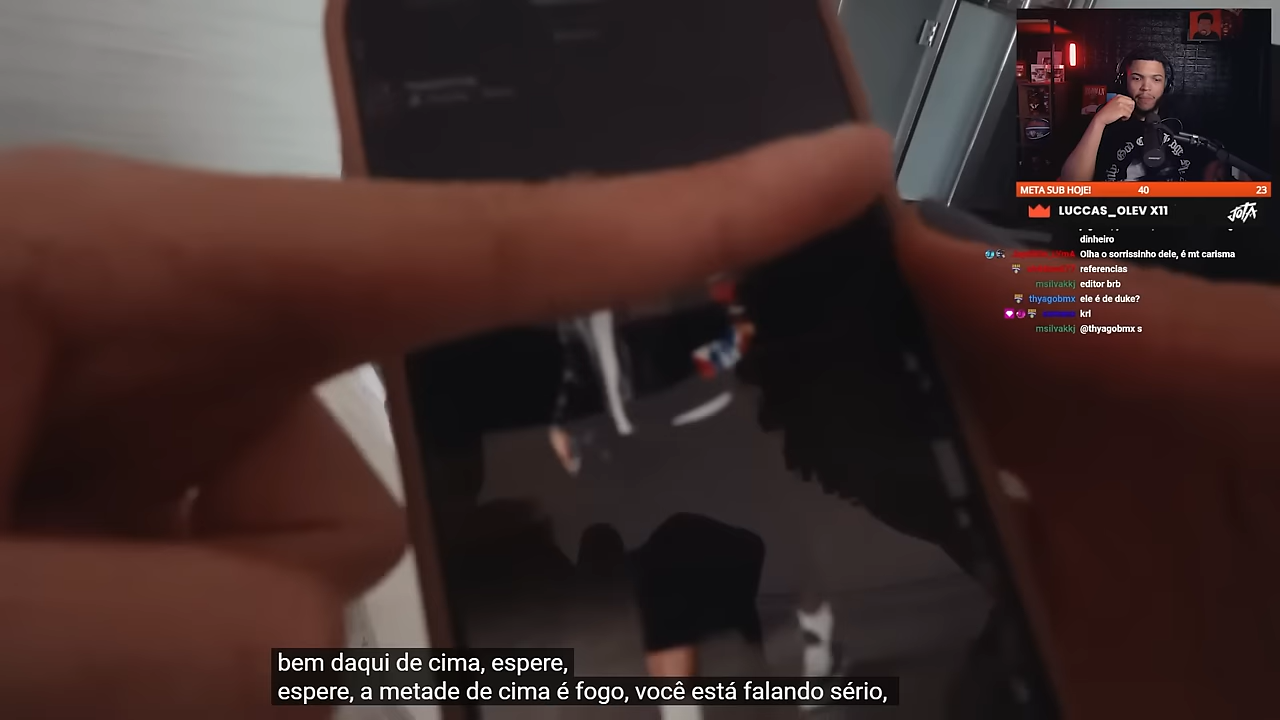 META SUB HOJE! 40 23
LUCCAS_OLEV X11
JOTA
dinheiro
Olha o sorrissinho dele, é mt carisma
referencias
msilvakkj editor brb
thyagobmx ele é de duke?
krl
msilvakkj @thyagobmx s
bem daqui de cima, espere,
espere, a metade de cima é fogo, você está falando sério,